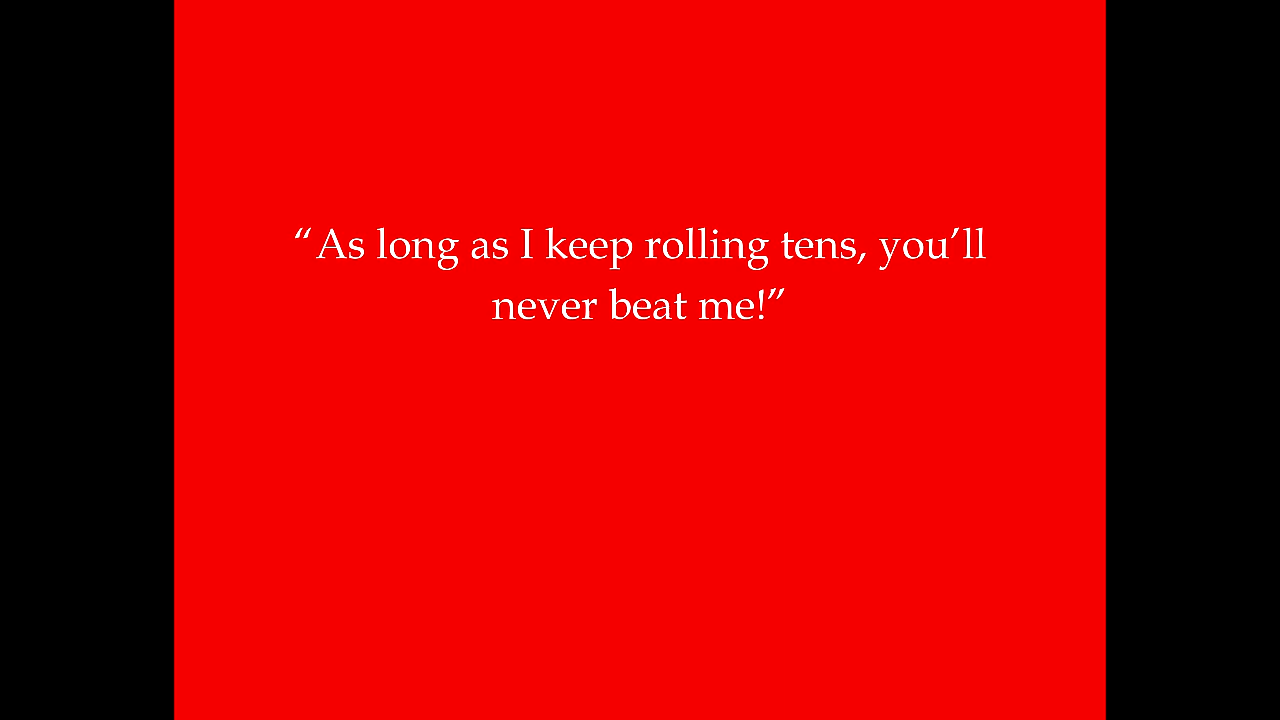 “As long as I keep rolling tens, you’ll
never beat me!”